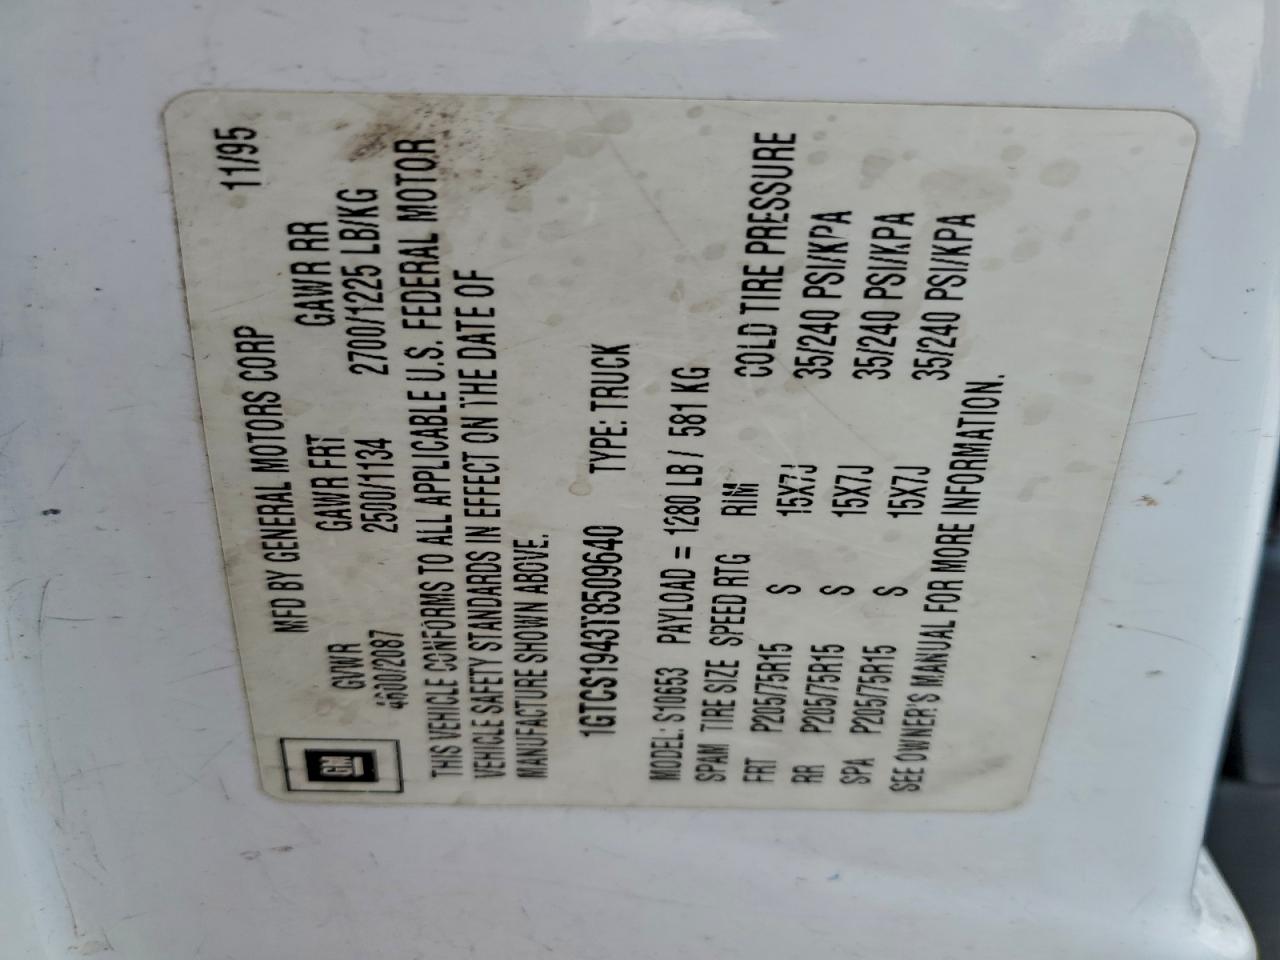 MFD BY GENERAL MOTORS CORP 11/95
GM
GVWR GAWR FRT GAWR RR
4600/2087 2500/1134 2700/1225 LB/KG
THIS VEHICLE CONFORMS TO ALL APPLICABLE U.S. FEDERAL MOTOR
VEHICLE SAFETY STANDARDS IN EFFECT ON THE DATE OF
MANUFACTURE SHOWN ABOVE.
1GTCS1943T8509640 TYPE: TRUCK
MODEL: S10653 PAYLOAD = 1280 LB / 581 KG
SPAM TIRE SIZE SPEED RTG RIM COLD TIRE PRESSURE
FRT P205/75R15 S 15X7J 35/240 PSI/KPA
RR P205/75R15 S 15X7J 35/240 PSI/KPA
SPA P205/75R15 S 15X7J 35/240 PSI/KPA
SEE OWNER'S MANUAL FOR MORE INFORMATION.